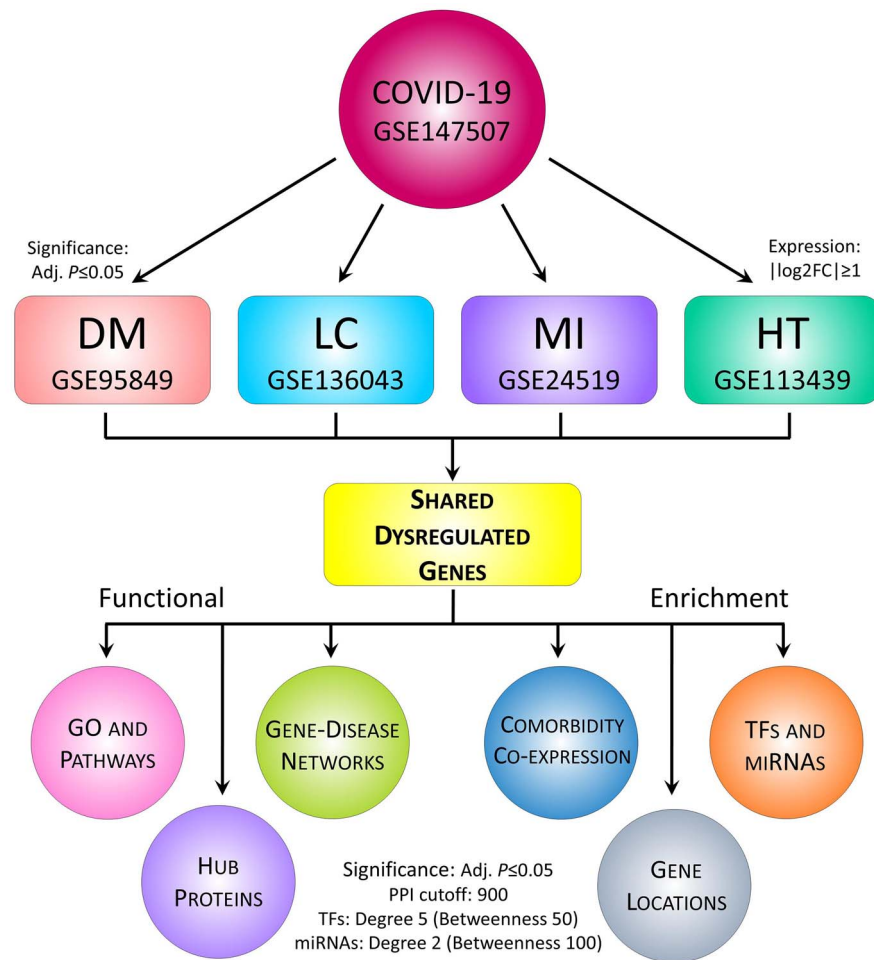 COVID-19
GSE147507
Significance:
Adj. P≤0.05
Expression:
|log2FC|≥1
DM
GSE95849
LC
GSE136043
MI
GSE24519
HT
GSE113439
SHARED
DYSREGULATED
GENES
Functional
Enrichment
GO AND
PATHWAYS
GENE-DISEASE
NETWORKS
COMORBIDITY
CO-EXPRESSION
TFS AND
MIRNAS
HUB
PROTEINS
GENE
LOCATIONS
Significance: Adj. P≤0.05
PPI cutoff: 900
TFs: Degree 5 (Betweenness 50)
miRNAs: Degree 2 (Betweenness 100)